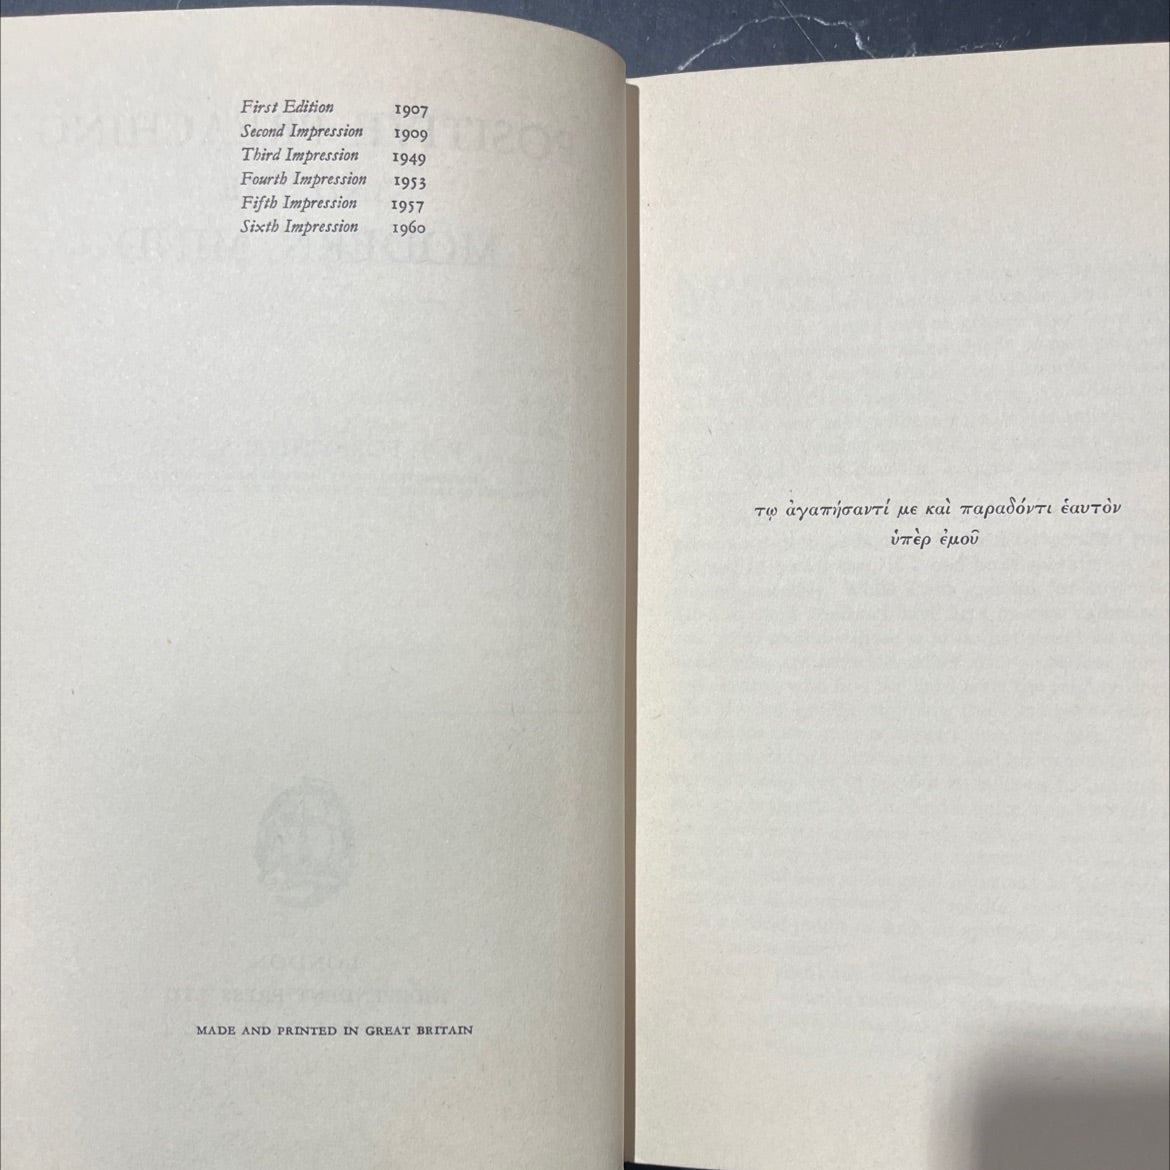 First Edition 1907
Second Impression 1909
Third Impression 1949
Fourth Impression 1953
Fifth Impression 1957
Sixth Impression 1960
MADE AND PRINTED IN GREAT BRITAIN
τῳ ἀγαπήσαντί με καὶ παραδόντι ἑαυτὸν
ὑπὲρ ἐμοῦ